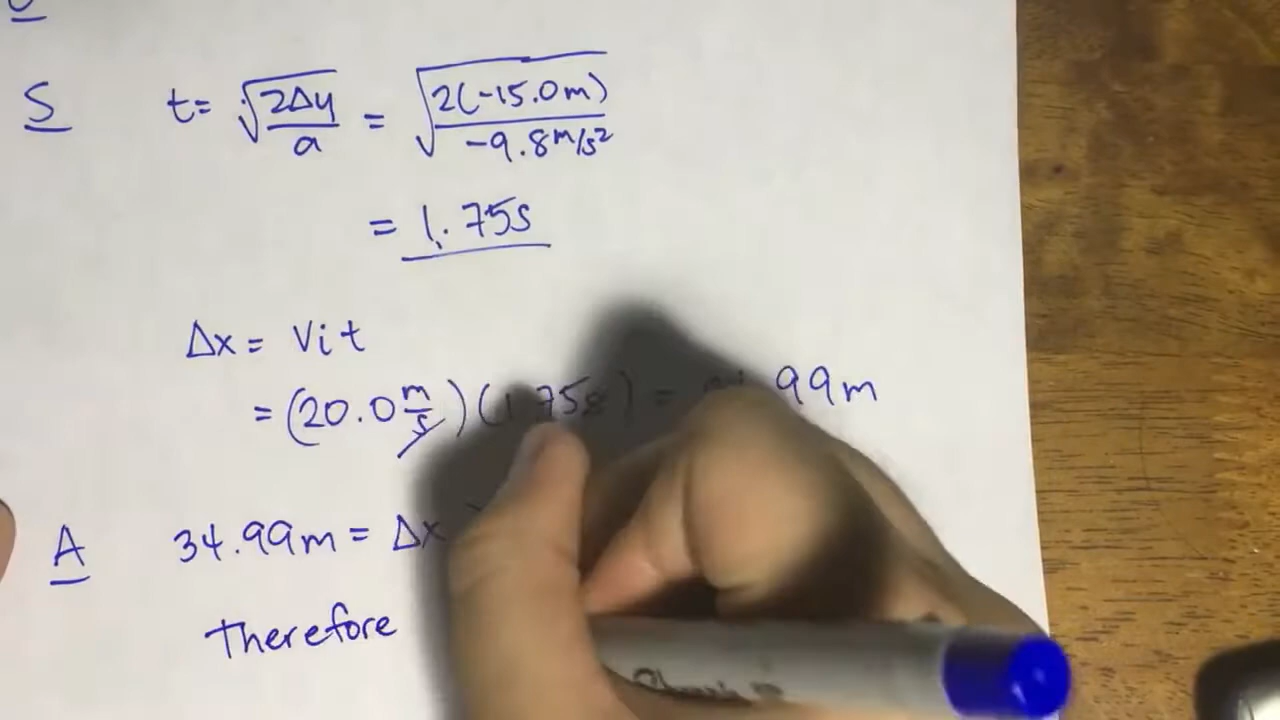 S t = √(2Δy/a) = √(2(-15.0m)/-9.8m/s²)
= 1.75s
Δx = Vit
= (20.0 m/s)(1.75s) = 99m
A 34.99m = Δx
Therefore